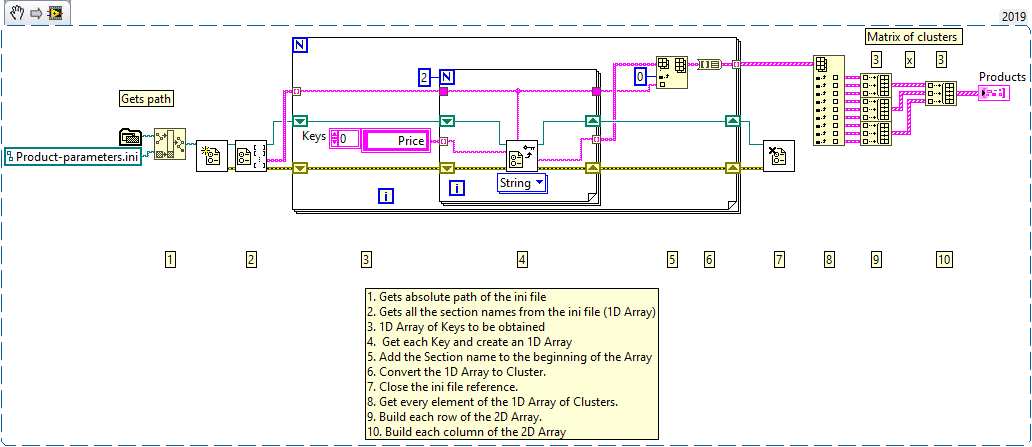 2019
Matrix of clusters
3 x 3
Products
N
2 N
0
Gets path
Product-parameters.ini
Keys 0 Price
String
i i
1 2 3 4 5 6 7 8 9 10
1. Gets absolute path of the ini file
2. Gets all the section names from the ini file (1D Array)
3. 1D Array of Keys to be obtained
4. Get each Key and create an 1D Array
5. Add the Section name to the beginning of the Array
6. Convert the 1D Array to Cluster.
7. Close the ini file reference.
8. Get every element of the 1D Array of Clusters.
9. Build each row of the 2D Array.
10. Build each column of the 2D Array